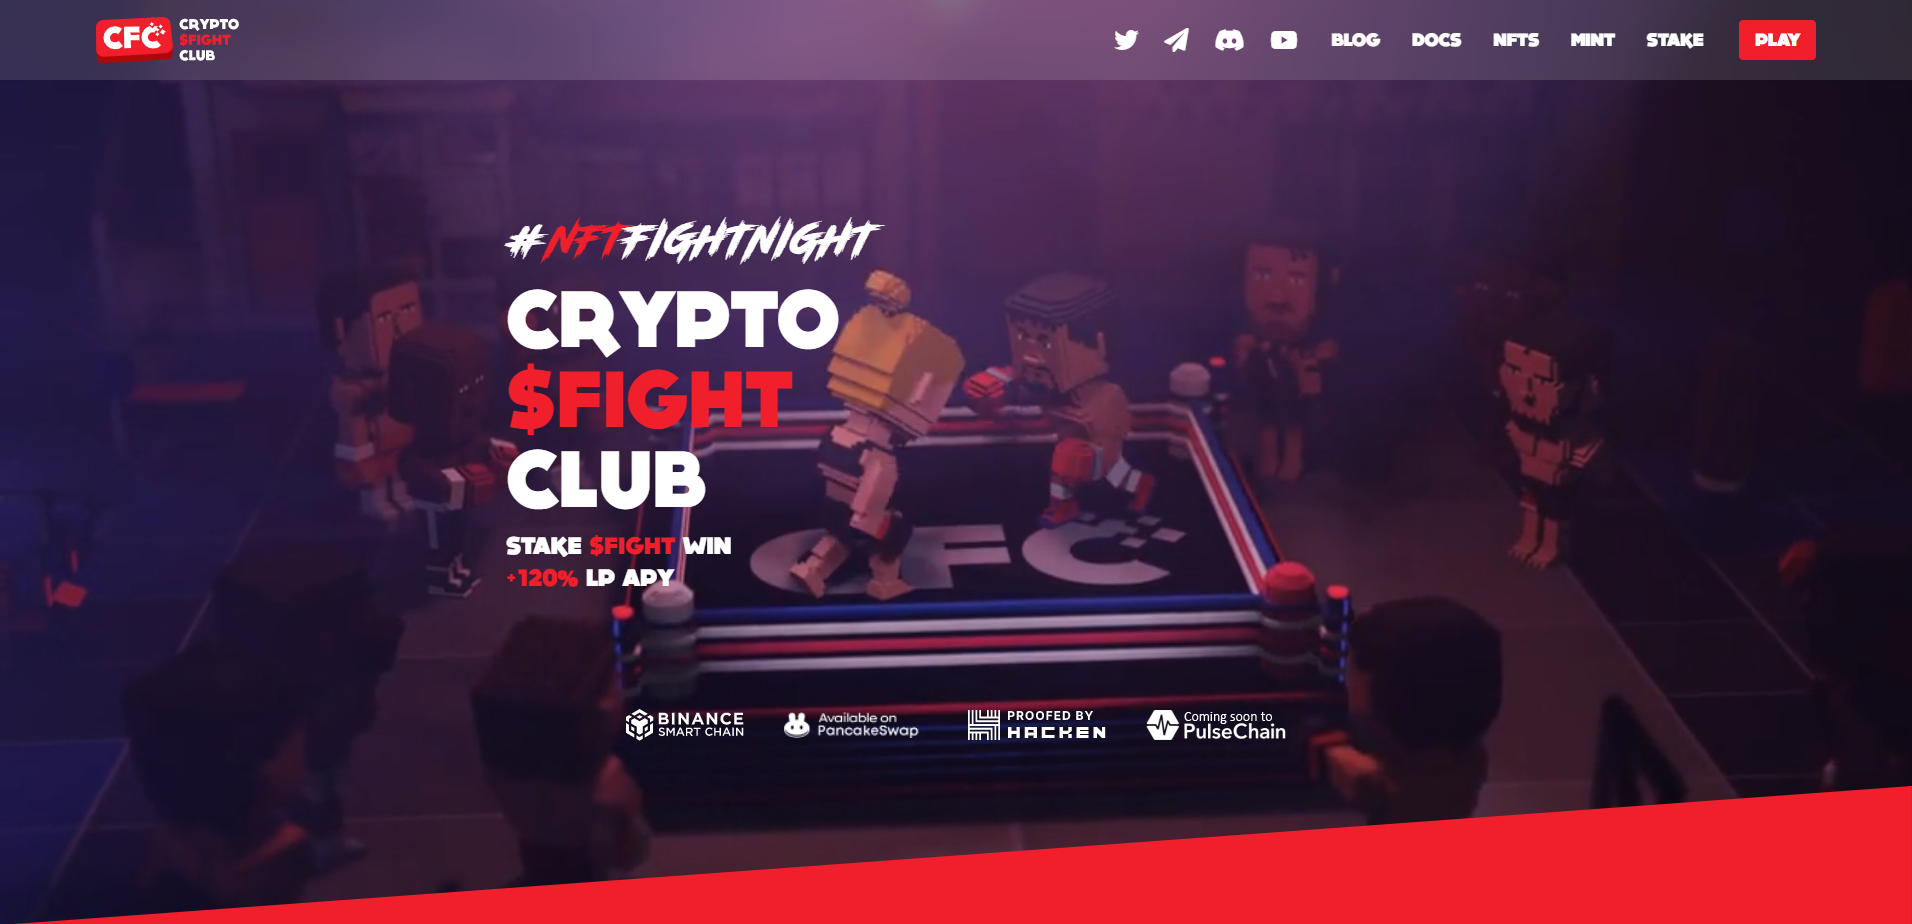 CFC
CRYPTO
$FIGHT
CLUB
BLOG DOCS NFTS MINT STAKE PLAY
#NFTFIGHTNIGHT
CRYPTO
$FIGHT
CLUB
STAKE $FIGHT WIN
+120% LP APY
CFC
BINANCE
SMART CHAIN
Available on
PancakeSwap
PROOFED BY
HACKEN
Coming soon to
PulseChain